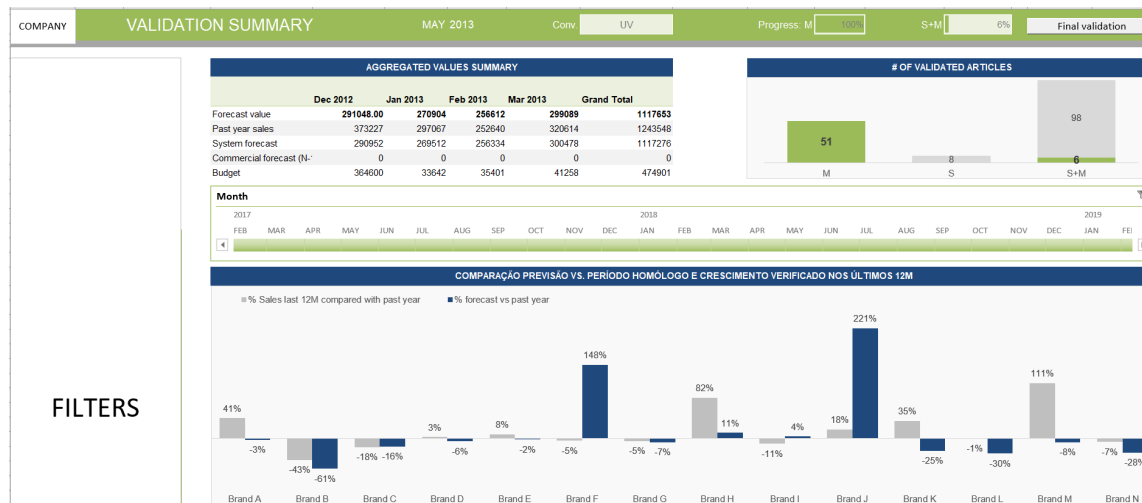 COMPANY VALIDATION SUMMARY MAY 2013 Conv. UV Progress: M 100% S+M 6% Final validation
AGGREGATED VALUES SUMMARY
Dec 2012 Jan 2013 Feb 2013 Mar 2013 Grand Total
Forecast value 291048.00 270904 256612 299089 1117653
Past year sales 373227 297067 252640 320614 1243548
System forecast 290952 269512 256334 300478 1117276
Commercial forecast (N- 0 0 0 0 0
Budget 364600 33642 35401 41258 474901
# OF VALIDATED ARTICLES
98
51 8 6
M S S+M
Month
2017 2018 2019
FEB MAR APR MAY JUN JUL AUG SEP OCT NOV DEC JAN FEB MAR APR MAY JUN JUL AUG SEP OCT NOV DEC JAN FEI
COMPARAÇÃO PREVISÃO VS. PERÍODO HOMÓLOGO E CRESCIMENTO VERIFICADO NOS ÚLTIMOS 12M
% Sales last 12M compared with past year % forecast vs past year
41% -3% -43% -61% -18% -16% 3% -6% 8% -2% -5% 148% -5% -7% 82% 11% -11% 4% 18% 221% 35% -25% -1% -30% 111% -8% -7% -28%
Brand A Brand B Brand C Brand D Brand E Brand F Brand G Brand H Brand I Brand J Brand K Brand L Brand M Brand N
FILTERS